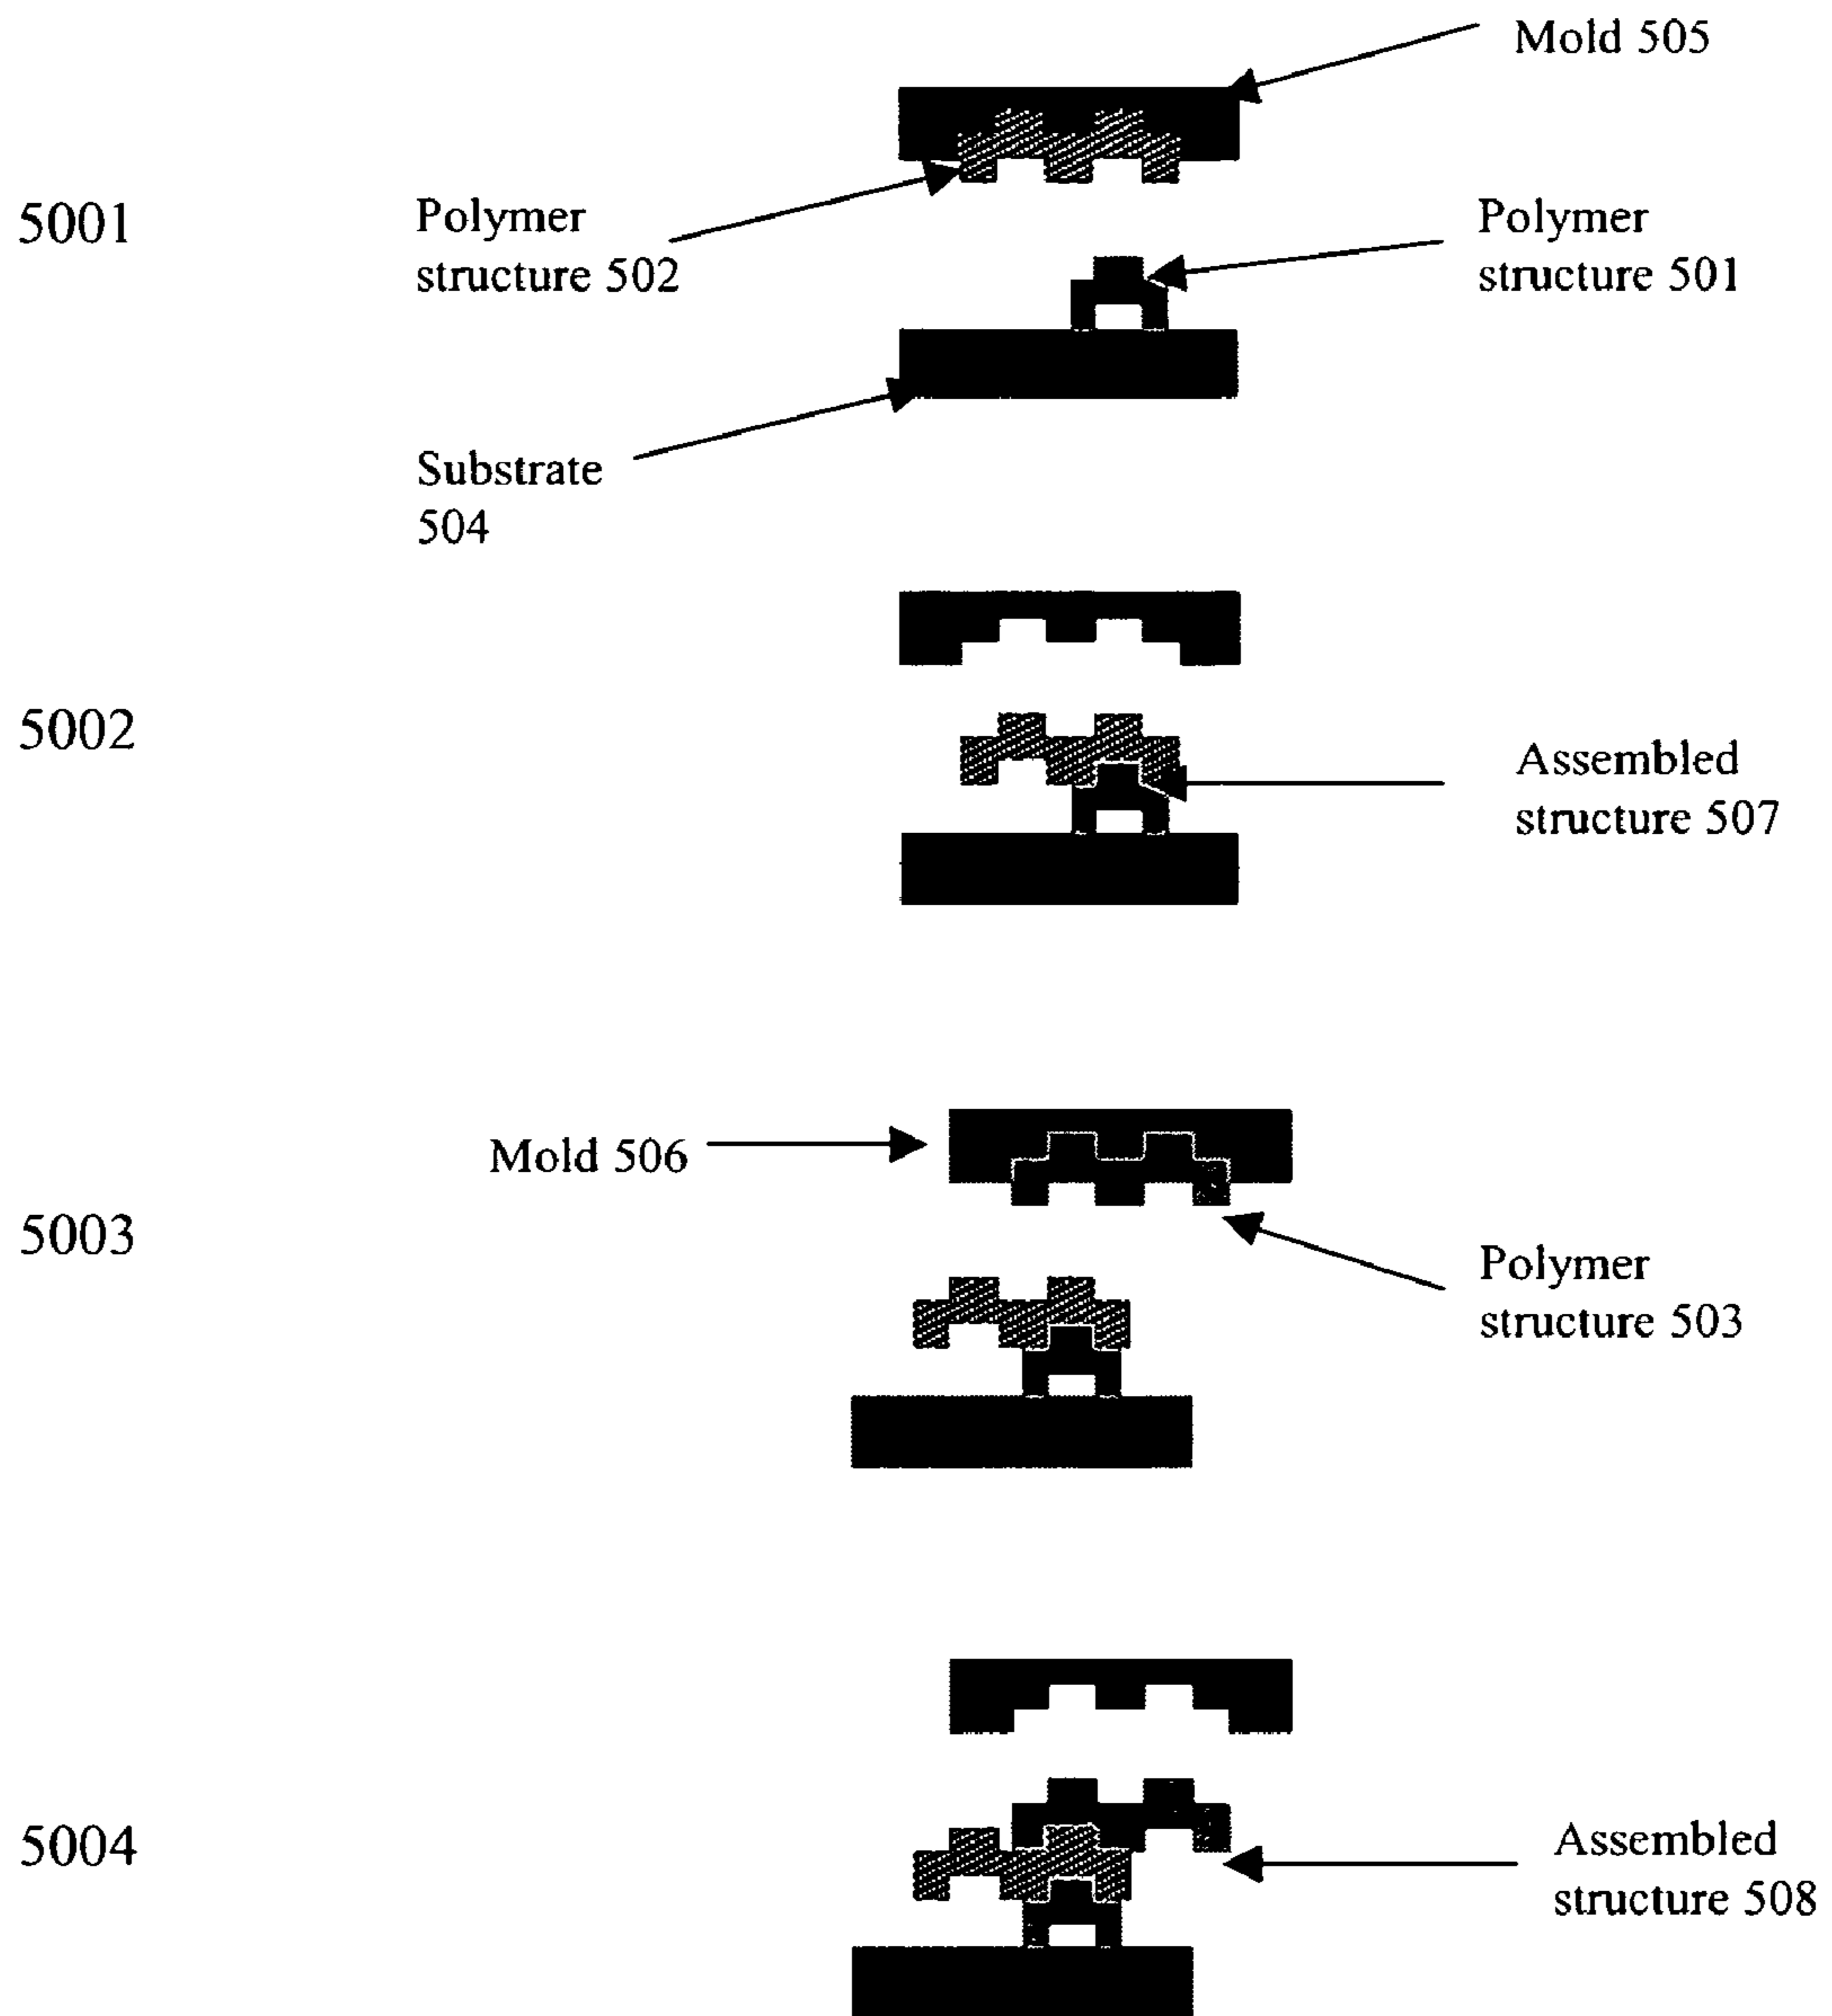 Mold 505
5001
Polymer
structure 502
Polymer
structure 501
Substrate
504
5002
Assembled
structure 507
Mold 506
5003
Polymer
structure 503
5004
Assembled
structure 508